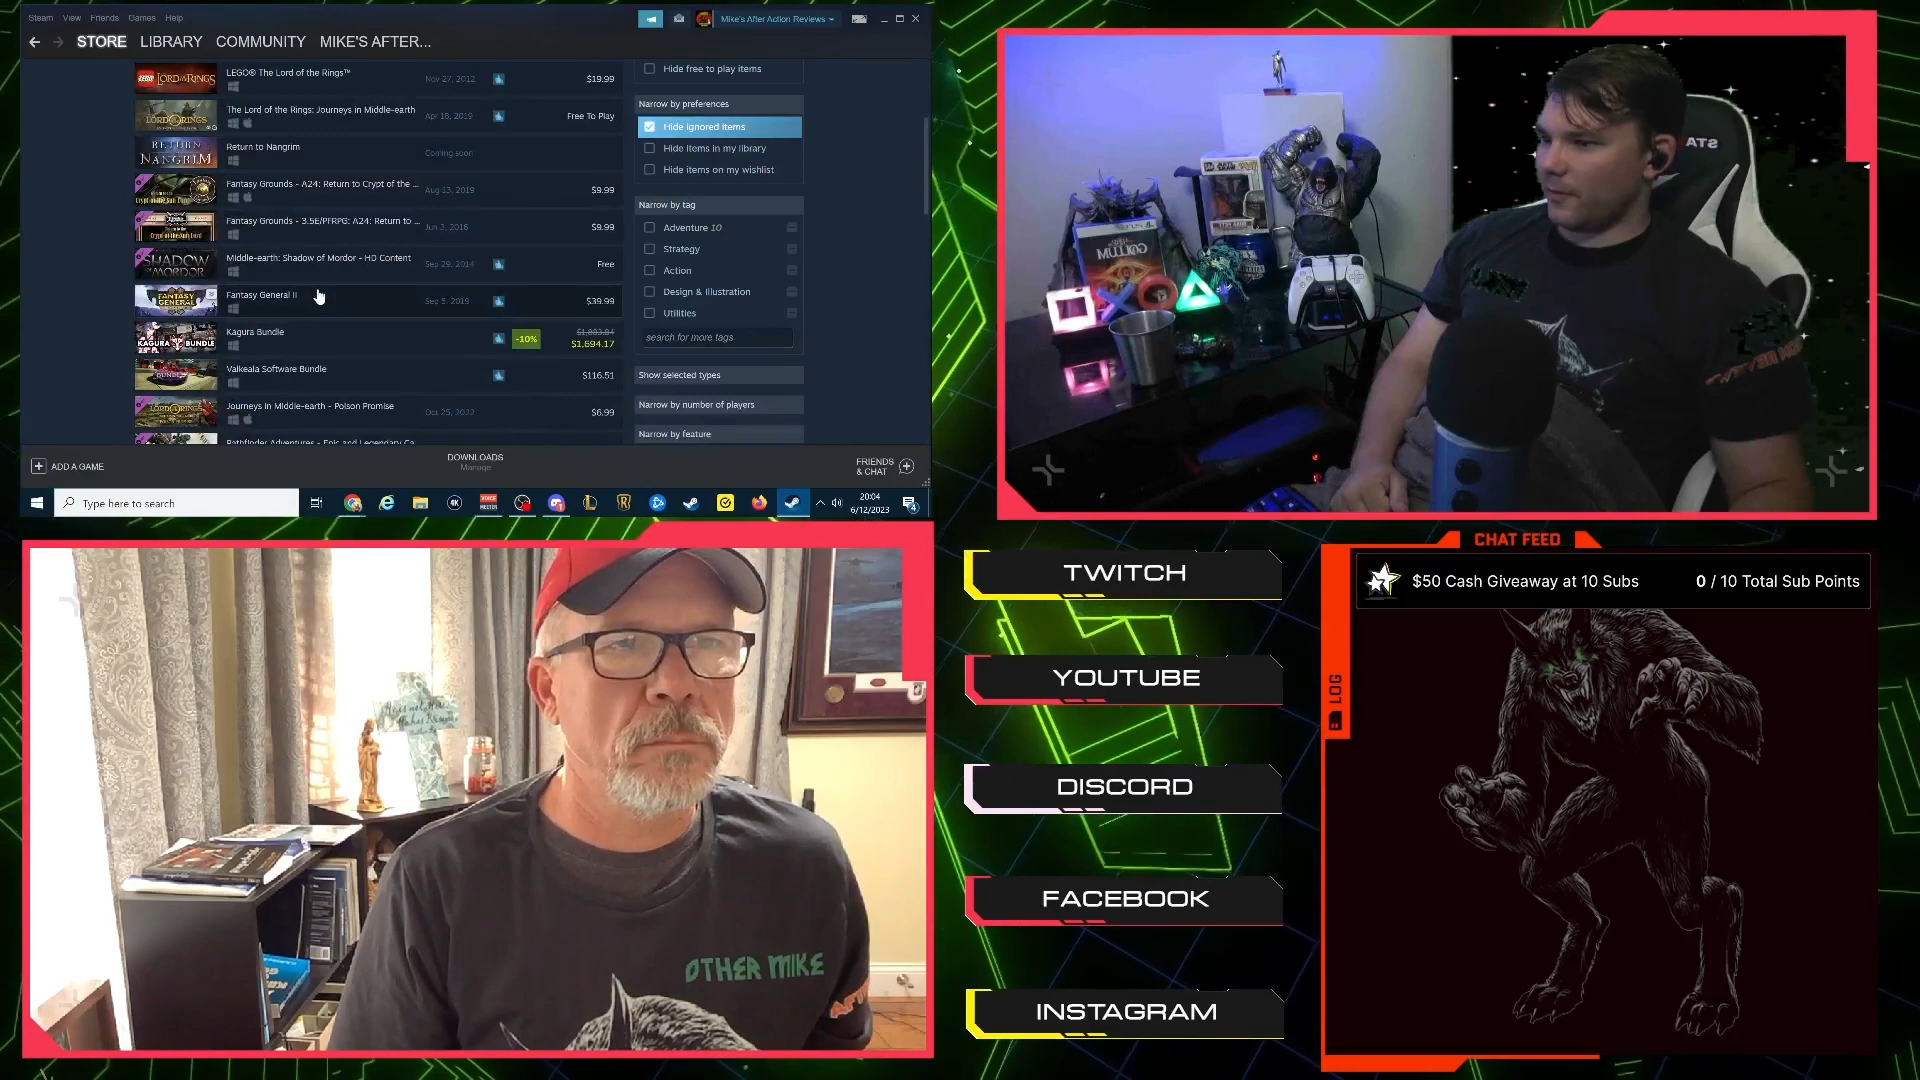 Steam View Friends Games Help
Mike's After Action Reviews
STORE LIBRARY COMMUNITY MIKE'S AFTER...
LEGO® The Lord of the Rings™ Nov 27, 2012 $19.99
The Lord of the Rings: Journeys in Middle-earth Apr 18, 2019 Free To Play
RETURN NANGRIM
Return to Nangrim Coming soon
Fantasy Grounds - A24: Return to Crypt of the ... Aug 13, 2019 $9.99
Fantasy Grounds - 3.5E/PFRPG: A24: Return to ... Jun 3, 2016 $9.99
SHADOW MORDOR
Middle-earth: Shadow of Mordor - HD Content Sep 29, 2014 Free
FANTASY GENERAL
Fantasy General II Sep 5, 2019 $39.99
KAGURA BUNDLE
Kagura Bundle -10% $1,694.17
Valkeala Software Bundle $116.51
Journeys in Middle-earth - Poison Promise Oct 25, 2022 $6.99
Hide free to play items
Narrow by preferences
Hide ignored items
Hide items in my library
Hide items on my wishlist
Narrow by tag
Adventure 10
Strategy
Action
Design & Illustration
Utilities
search for more tags
Show selected types
Narrow by number of players
Narrow by feature
ADD A GAME
DOWNLOADS
Manage
FRIENDS
& CHAT
Type here to search
20:04
6/12/2023
GOLLUM
STA
OTHER MIKE
TWITCH
YOUTUBE
DISCORD
FACEBOOK
INSTAGRAM
CHAT FEED
$50 Cash Giveaway at 10 Subs 0 / 10 Total Sub Points
LOG